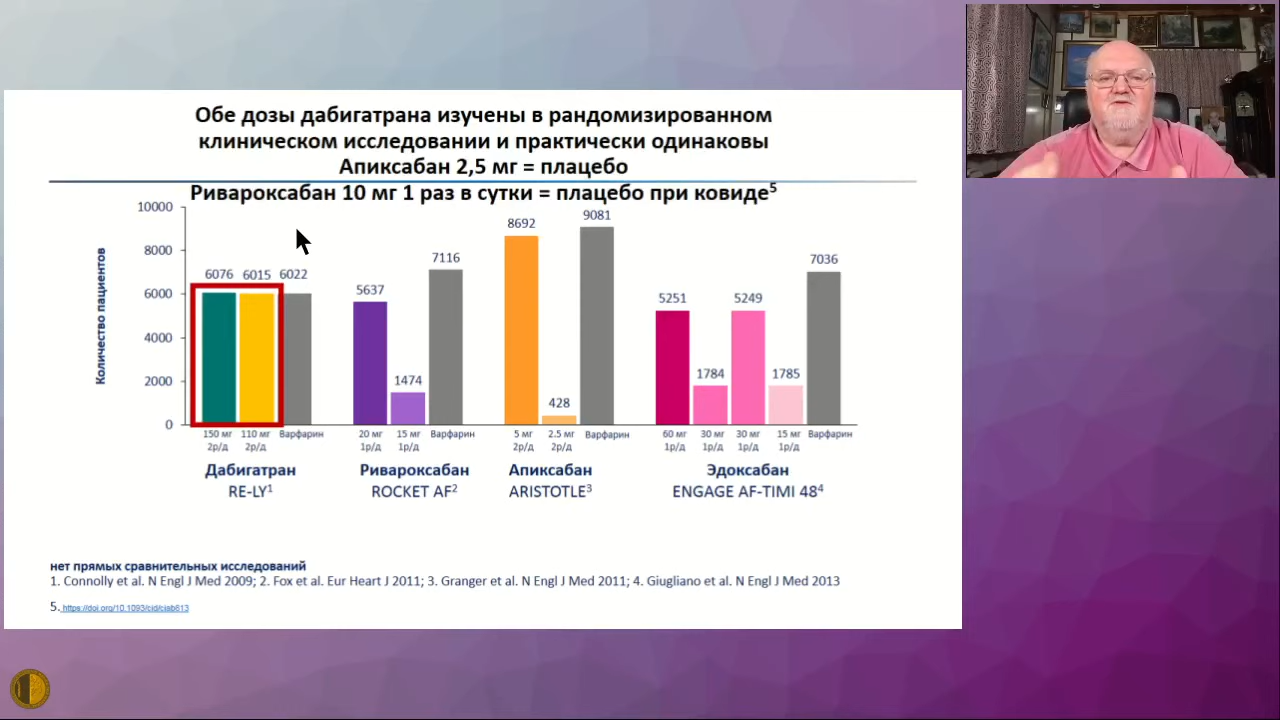 Обе дозы дабигатрана изучены в рандомизированном
клиническом исследовании и практически одинаковы
Апиксабан 2,5 мг = плацебо
Ривароксабан 10 мг 1 раз в сутки = плацебо при ковиде5
Количество пациентов
10000
8000
6000
4000
2000
0
6076 6015 6022
5637 1474 7116
8692 428 9081
5251 1784 5249 1785 7036
150 мг 110 мг Варфарин
2р/д 2р/д
20 мг 15 мг Варфарин
1р/д 1р/д
5 мг 2.5 мг Варфарин
2р/д 2р/д
60 мг 30 мг 30 мг 15 мг Варфарин
1р/д 1р/д 1р/д 1р/д
Дабигатран
RE-LY1
Ривароксабан
ROCKET AF2
Апиксабан
ARISTOTLE3
Эдоксабан
ENGAGE AF-TIMI 484
нет прямых сравнительных исследований
1. Connolly et al. N Engl J Med 2009; 2. Fox et al. Eur Heart J 2011; 3. Granger et al. N Engl J Med 2011; 4. Giugliano et al. N Engl J Med 2013
5. https://doi.org/10.1093/cid/ciab813